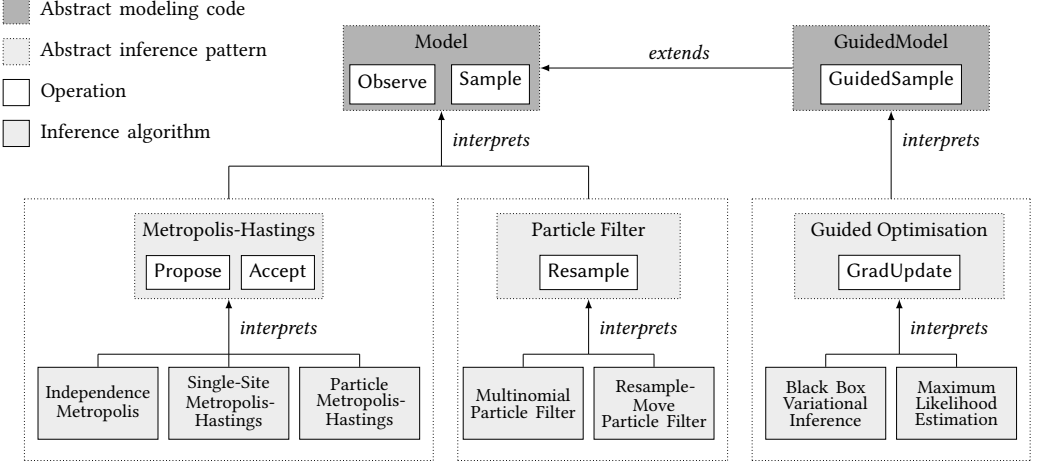 Abstract modeling code
Abstract inference pattern
Operation
Inference algorithm
Model
Observe
Sample
extends
GuidedModel
GuidedSample
interprets
interprets
Metropolis-Hastings
Propose
Accept
interprets
Independence
Metropolis
Single-Site
Metropolis-
Hastings
Particle
Metropolis-
Hastings
Particle Filter
Resample
interprets
Multinomial
Particle Filter
Resample-
Move
Particle Filter
Guided Optimisation
GradUpdate
interprets
Black Box
Variational
Inference
Maximum
Likelihood
Estimation